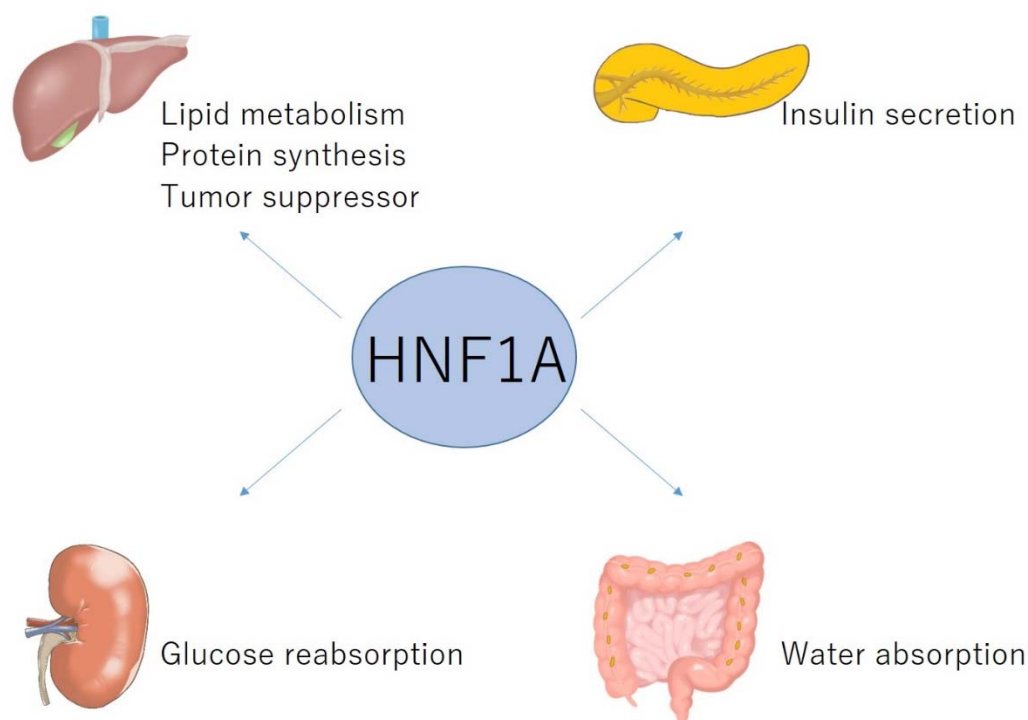 Lipid metabolism
Protein synthesis
Tumor suppressor
Insulin secretion
HNF1A
Glucose reabsorption
Water absorption